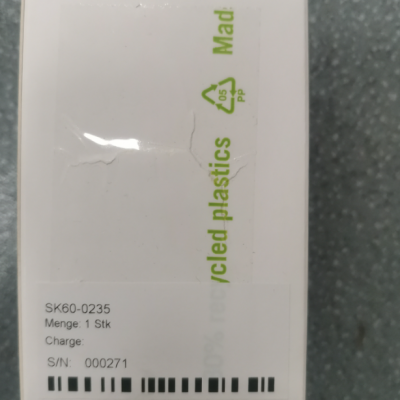 Mad
05
PP
ycled plastics
SK60-0235
Menge: 1 Stk
Charge:
S/N: 000271